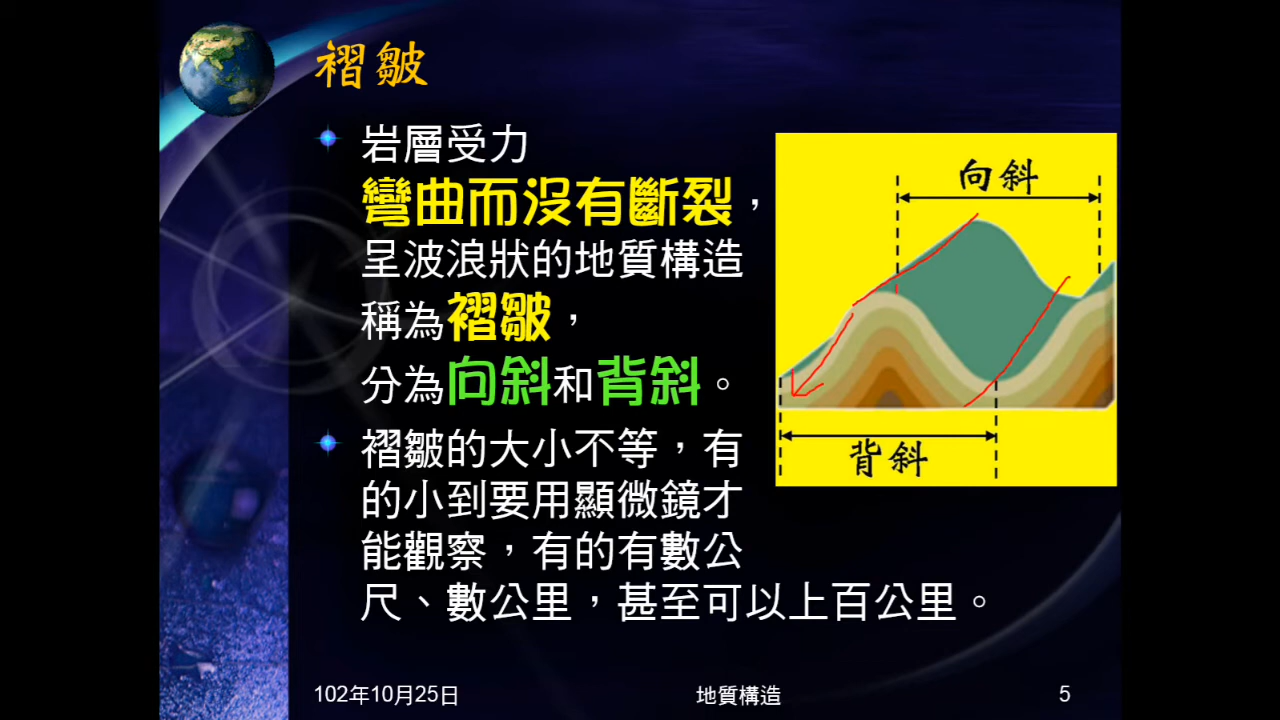 褶皺
岩層受力
彎曲而沒有斷裂，
呈波浪狀的地質構造
稱為褶皺，
分為向斜和背斜。
褶皺的大小不等，有
的小到要用顯微鏡才
能觀察，有的有數公
尺、數公里，甚至可以上百公里。
向斜
背斜
102年10月25日
地質構造
5